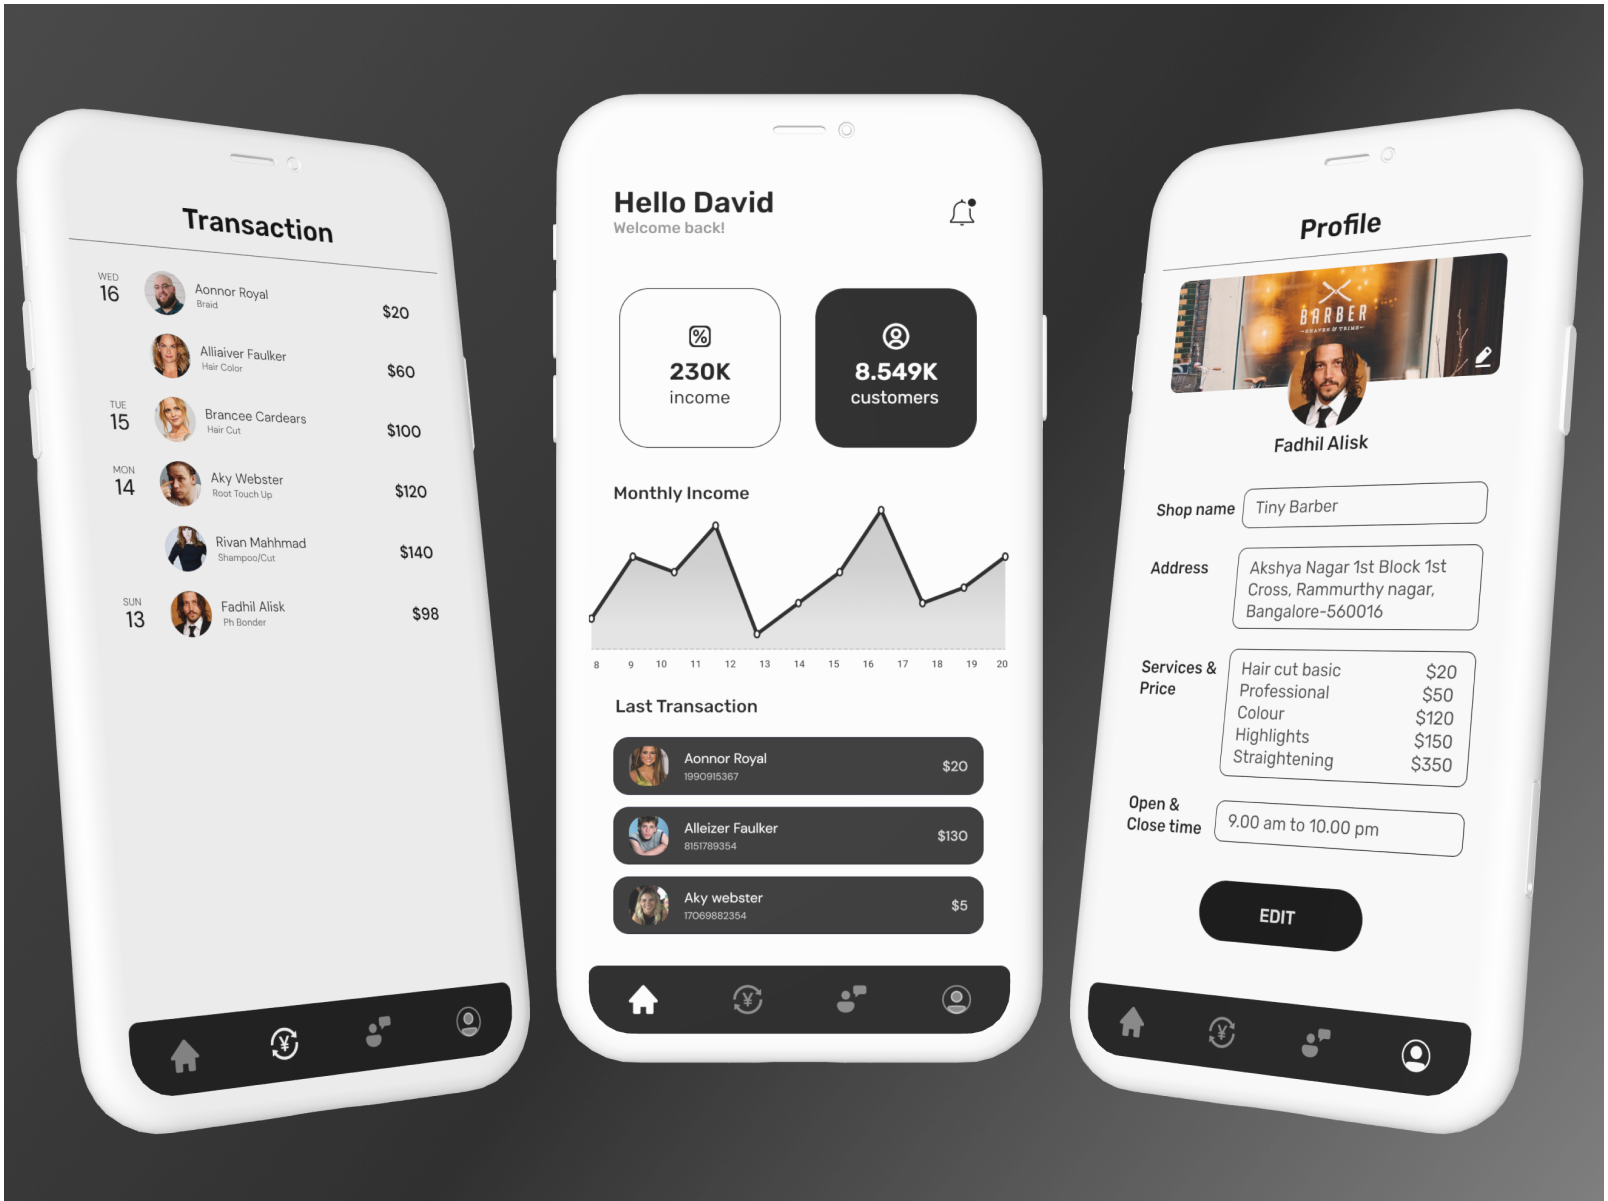 Transaction
WED
16
Aonnor Royal
Braid
$20
Alliaiver Faulker
Hair Color
$60
TUE
15
Brancee Cardears
Hair Cut
$100
MON
14
Aky Webster
Root Touch Up
$120
Rivan Mahhmad
Shampoo/Cut
$140
SUN
13
Fadhil Alisk
Ph Bonder
$98
Hello David
Welcome back!
230K
income
8.549K
customers
Monthly Income
8 9 10 11 12 13 14 15 16 17 18 19 20
Last Transaction
Aonnor Royal
1990915367
$20
Alleizer Faulker
8151789354
$130
Aky webster
17069882354
$5
Profile
BARBER
SHAVES & TRIMS
Fadhil Alisk
Shop name
Tiny Barber
Address
Akshya Nagar 1st Block 1st
Cross, Rammurthy nagar,
Bangalore-560016
Services &
Price
Hair cut basic $20
Professional $50
Colour $120
Highlights $150
Straightening $350
Open &
Close time
9.00 am to 10.00 pm
EDIT